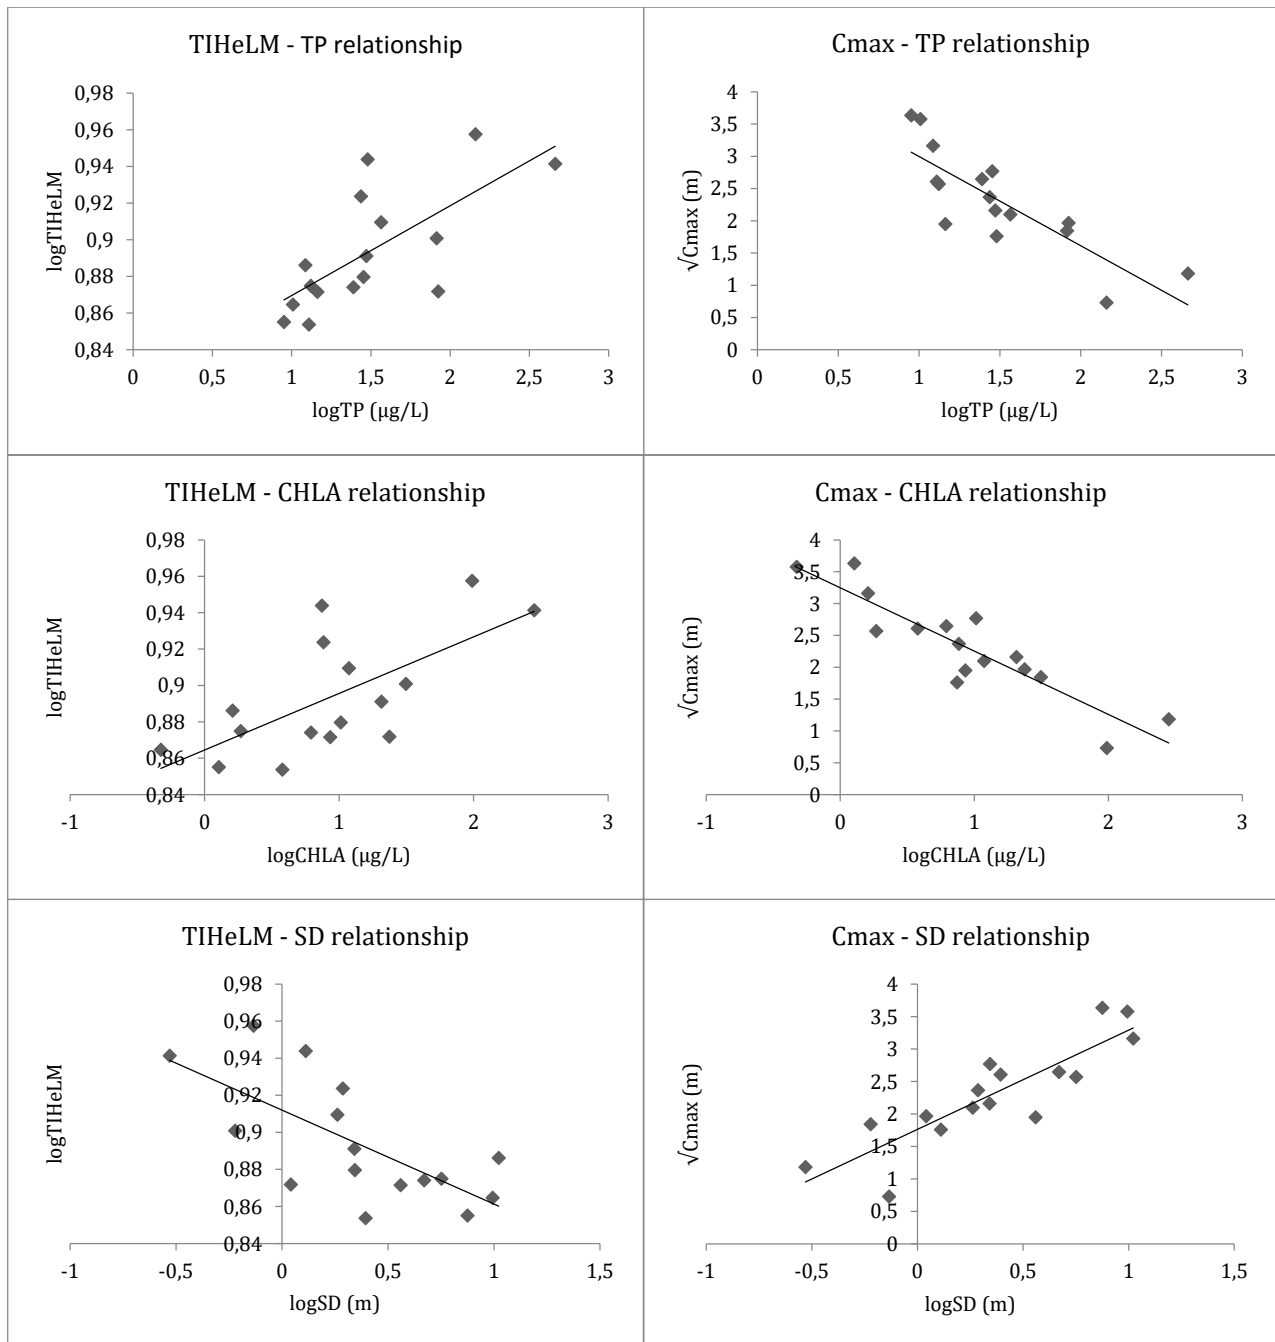 TIHeLM - TP relationship
logTIHeLM
0,98
0,96
0,94
0,92
0,9
0,88
0,86
0,84
0 0,5 1 1,5 2 2,5 3
logTP (µg/L)
Cmax - TP relationship
√Cmax (m)
4
3,5
3
2,5
2
1,5
1
0,5
0
0 0,5 1 1,5 2 2,5 3
logTP (µg/L)
TIHeLM - CHLA relationship
logTIHeLM
0,98
0,96
0,94
0,92
0,9
0,88
0,86
0,84
-1 0 1 2 3
logCHLA (µg/L)
Cmax - CHLA relationship
√Cmax (m)
4
3,5
3
2,5
2
1,5
1
0,5
0
-1 0 1 2 3
logCHLA (µg/L)
TIHeLM - SD relationship
logTIHeLM
0,98
0,96
0,94
0,92
0,9
0,88
0,86
0,84
-1 -0,5 0 0,5 1 1,5
logSD (m)
Cmax - SD relationship
√Cmax (m)
4
3,5
3
2,5
2
1,5
1
0,5
0
-1 -0,5 0 0,5 1 1,5
logSD (m)